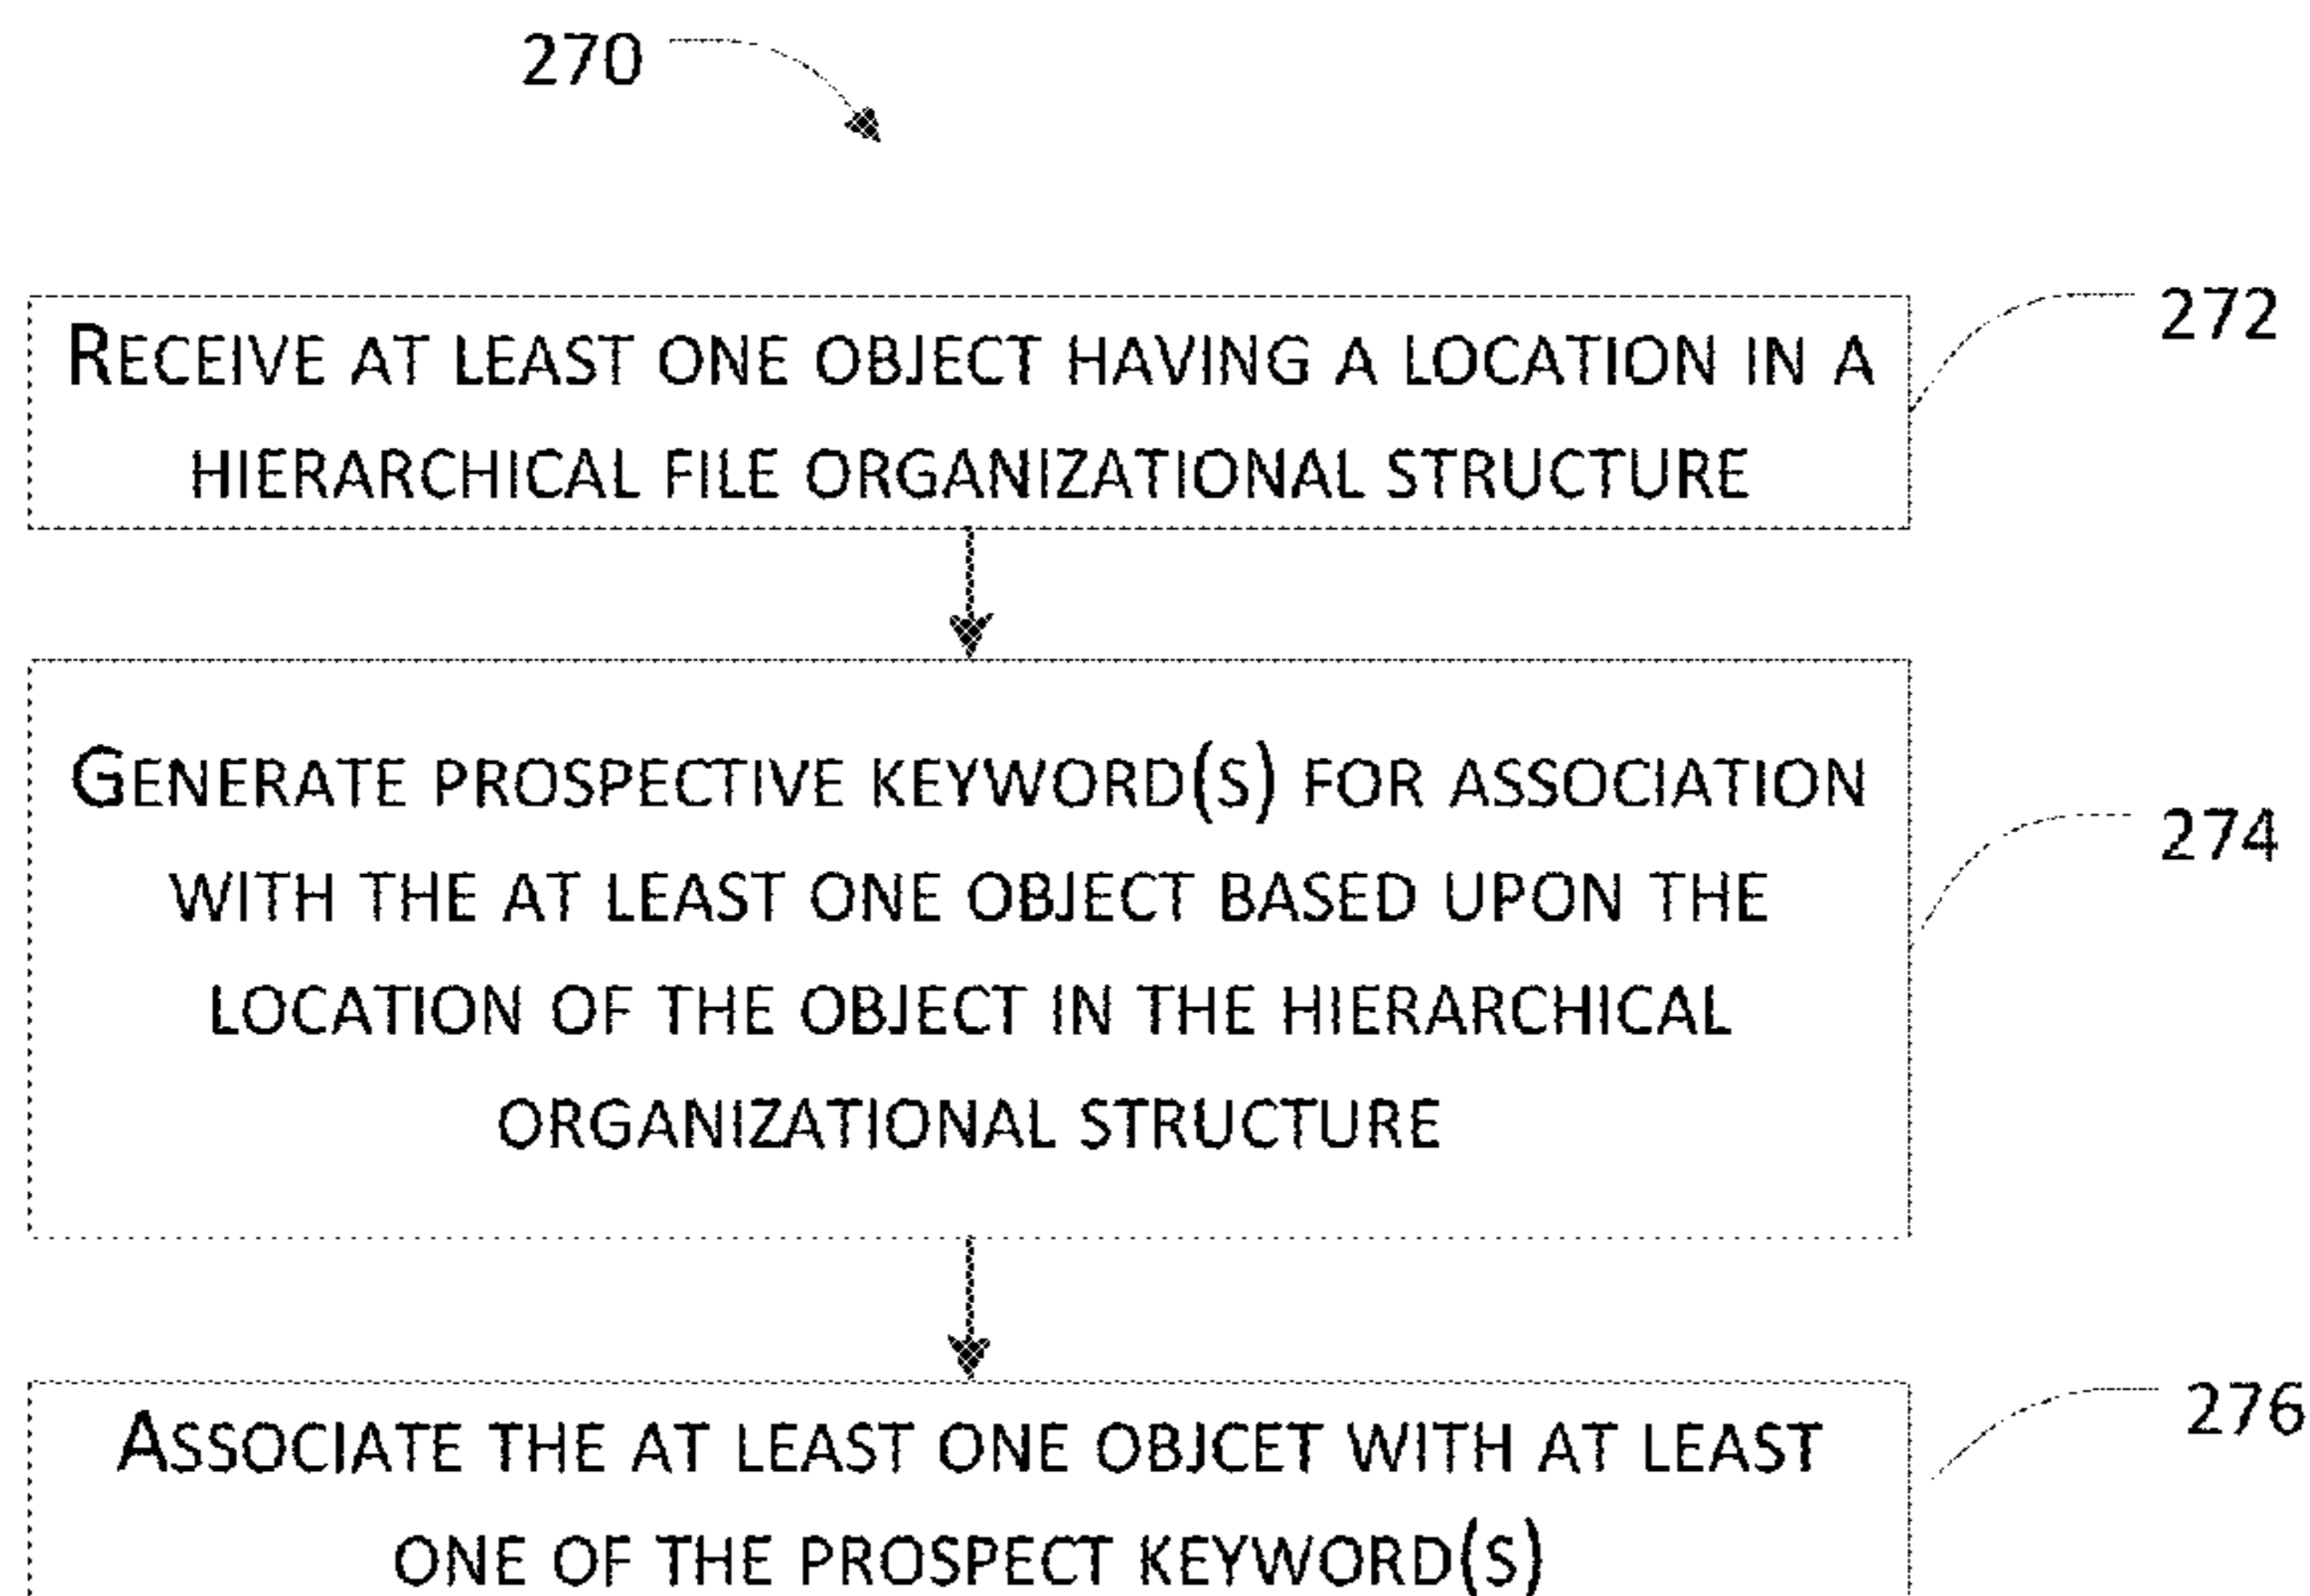 270
272
RECEIVE AT LEAST ONE OBJECT HAVING A LOCATION IN A
HIERARCHICAL FILE ORGANIZATIONAL STRUCTURE
GENERATE PROSPECTIVE KEYWORD(S) FOR ASSOCIATION
274
WITH THE AT LEAST ONE OBJECT BASED UPON THE
LOCATION OF THE OBJECT IN THE HIERARCHICAL
ORGANIZATIONAL STRUCTURE
276
ASSOCIATE THE AT LEAST ONE OBJCET WITH AT LEAST
ONE OF THE PROSPECT KEYWORD(S)